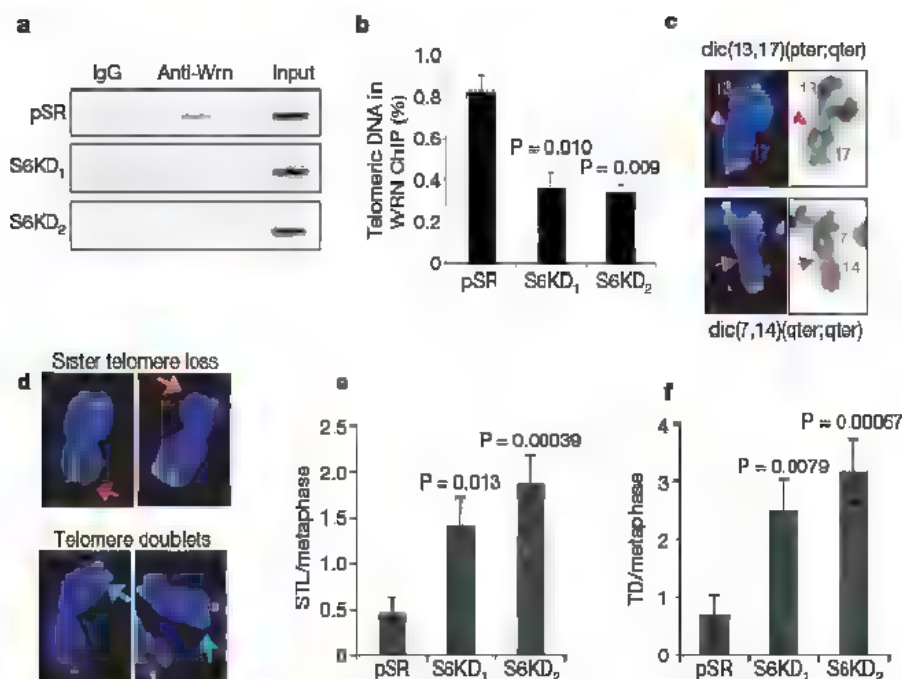 a
IgG Anti-Wrn Input
pSR
S6KD1
S6KD2
b
Telomeric DNA in
WRN ChIP (%)
1.0
0.8
0.6
0.4
0.2
0
P = 0.010
P = 0.009
pSR S6KD1 S6KD2
c
dic(13,17)(pter;qter)
13 13
17 17
7
14
dic(7,14)(qter;qter)
d
Sister telomere loss
Telomere doublets
e
STL/metaphase
2.5
2.0
1.5
1.0
0.5
0
P = 0.013
P = 0.00039
pSR S6KD1 S6KD2
f
TD/metaphase
4
3
2
1
0
P = 0.0079
P = 0.00067
pSR S6KD1 S6KD2